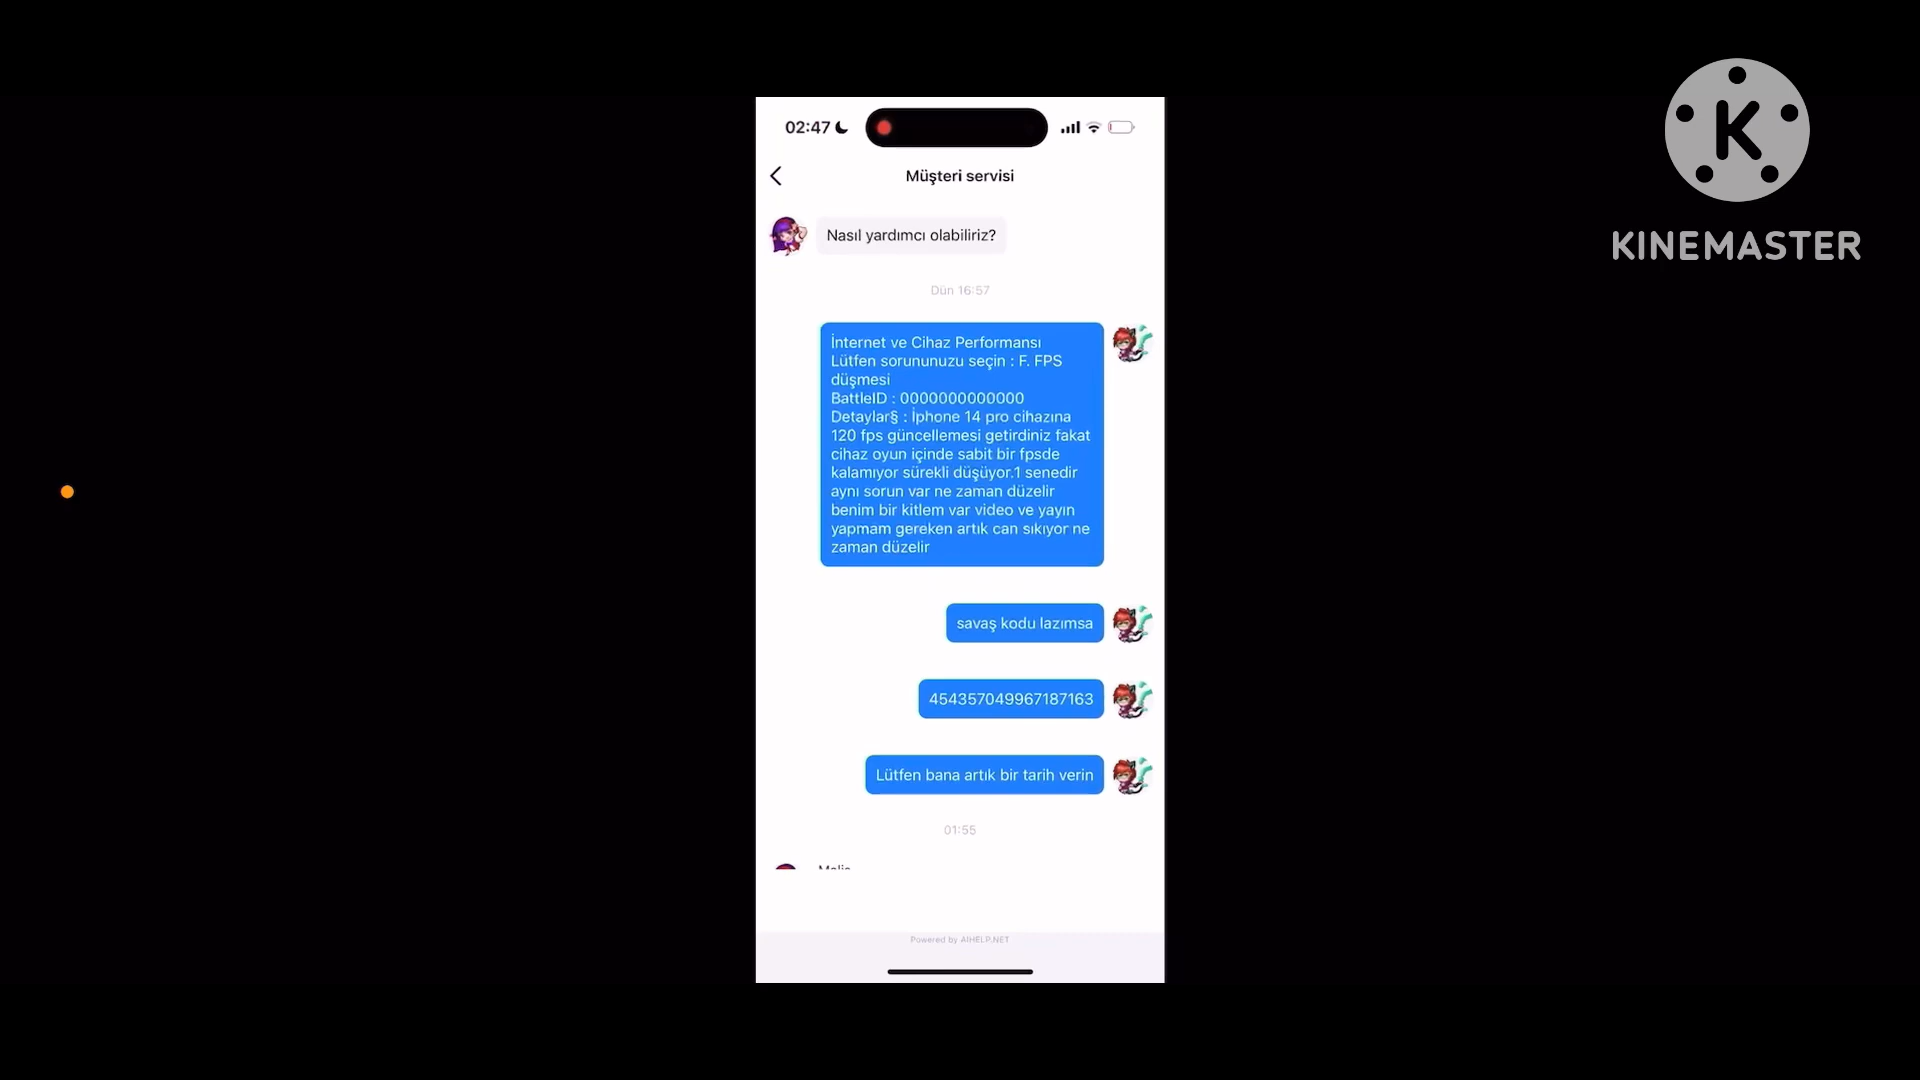 02:47
Müşteri servisi
Nasıl yardımcı olabiliriz?
Dün 16:57
İnternet ve Cihaz Performansı
Lütfen sorununuzu seçin : F. FPS
düşmesi
BattleID : 0000000000000
Detaylar§ : İphone 14 pro cihazına
120 fps güncellemesi getirdiniz fakat
cihaz oyun içinde sabit bir fpsde
kalamıyor sürekli düşüyor.1 senedir
aynı sorun var ne zaman düzelir
benim bir kitlem var video ve yayın
yapmam gereken artık can sıkıyor ne
zaman düzelir
savaş kodu lazımsa
454357049967187163
Lütfen bana artık bir tarih verin
01:55
Powered by AIHELP.NET
K
KINEMASTER